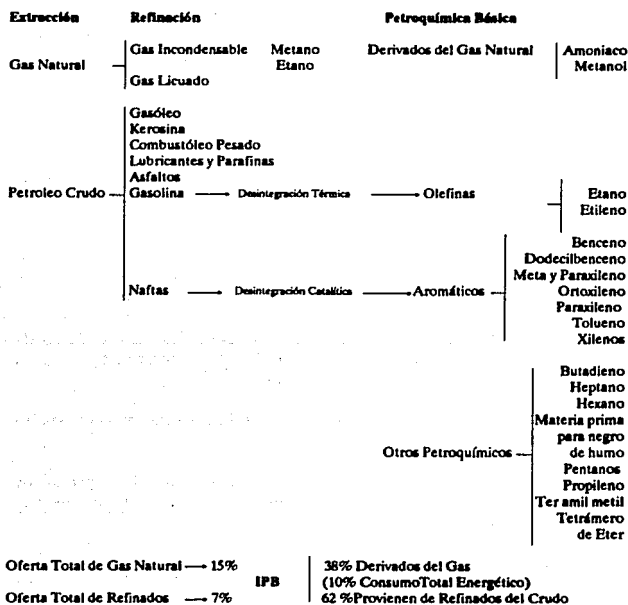 Extracción Refinación Petroquímica Básica
Gas Natural
Gas Incondensable Metano Derivados del Gas Natural Amoniaco
Etano Metanol
Gas Licuado
Gasóleo
Kerosina
Combustóleo Pesado
Lubricantes y Parafinas
Asfaltos
Petroleo Crudo Gasolina Desintegración Térmica Olefinas Etano
Etileno
Benceno
Dodecilbenceno
Meta y Paraxileno
Naftas Desintegración Catalítica Aromáticos Ortoxileno
Paraxileno
Tolueno
Xilenos
Butadieno
Heptano
Hexano
Materia prima
para negro
Otros Petroquímicos de humo
Pentanos
Propileno
Ter amil metil
Tetrámero
de Eter
Oferta Total de Gas Natural → 15% 38% Derivados del Gas
IPB (10% ConsumoTotal Energético)
Oferta Total de Refinados → 7% 62 %Provienen de Refinados del Crudo